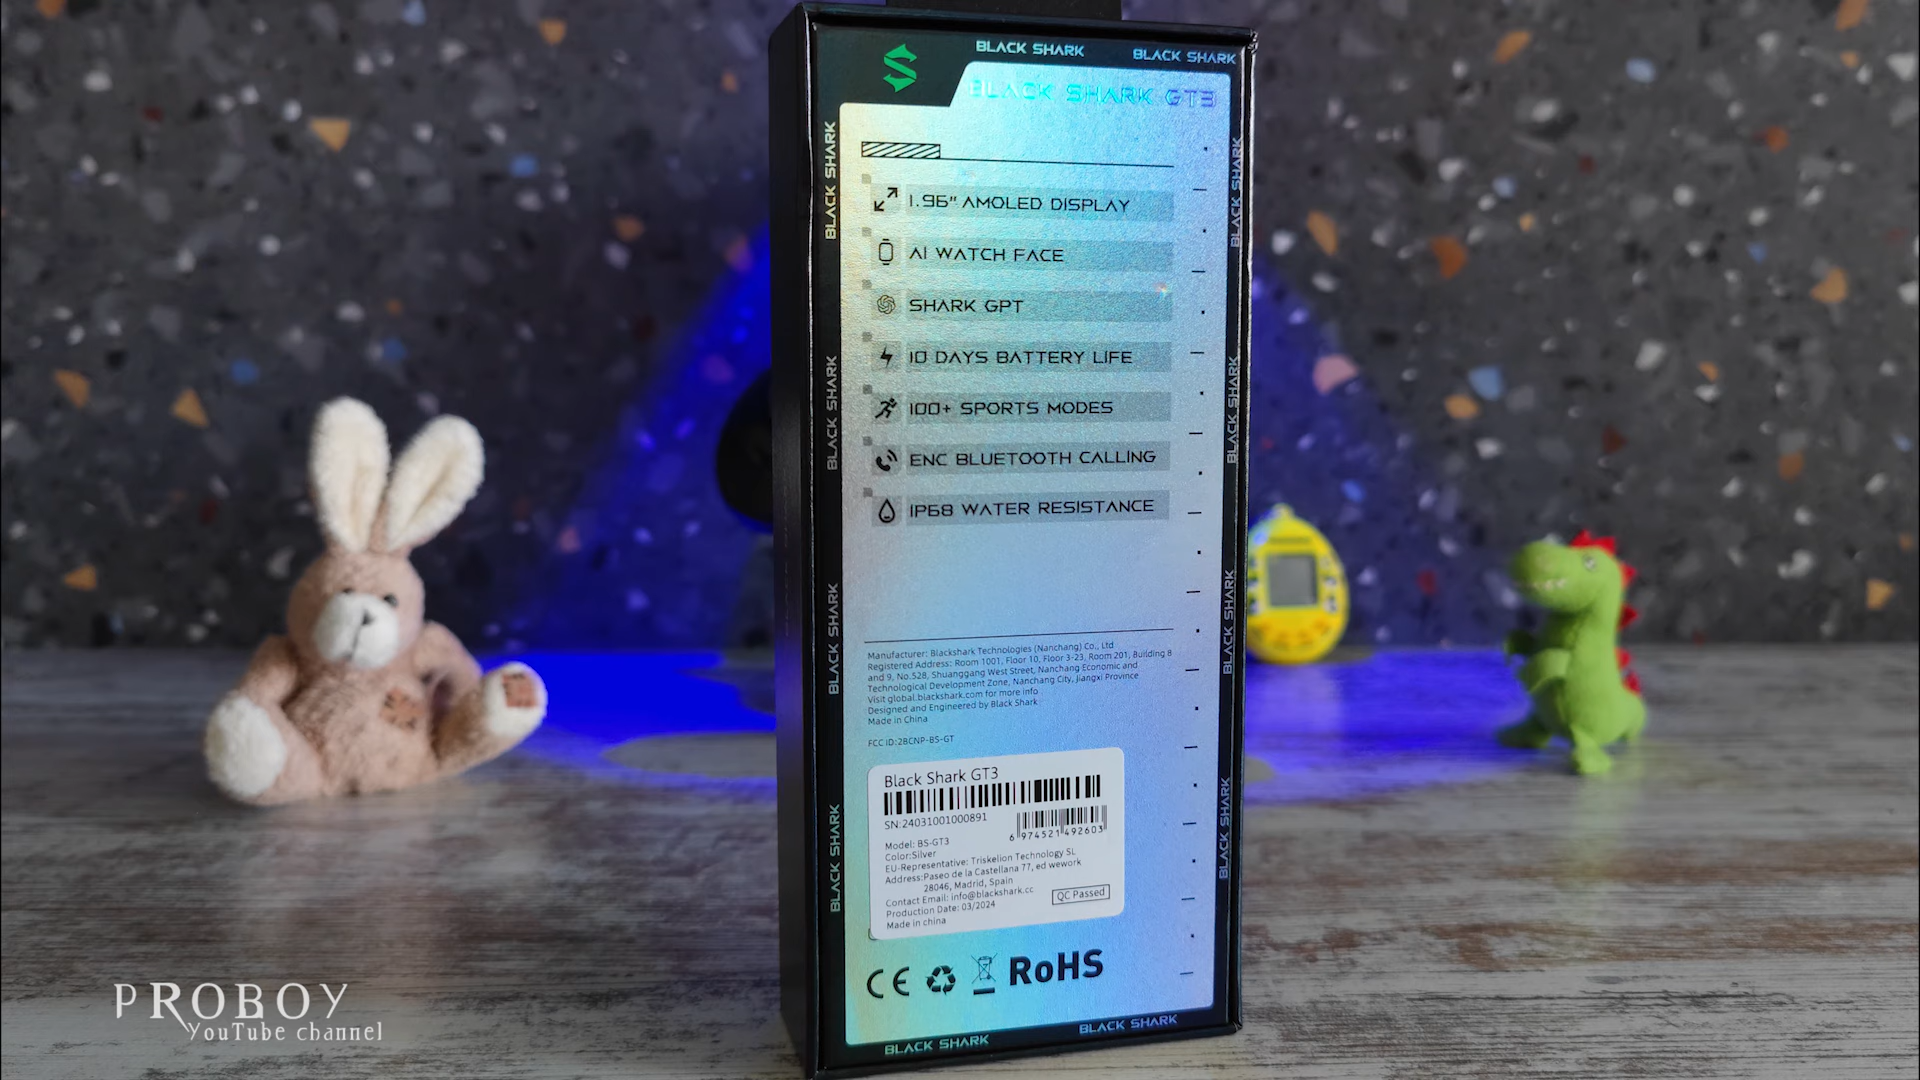 BLACK SHARK
BLACK SHARK
BLACK SHARK GT3
1.96" AMOLED DISPLAY
AI WATCH FACE
SHARK GPT
10 DAYS BATTERY LIFE
100+ SPORTS MODES
ENC BLUETOOTH CALLING
IP68 WATER RESISTANCE
BLACK SHARK
BLACK SHARK
BLACK SHARK
BLACK SHARK
BLACK SHARK
BLACK SHARK
BLACK SHARK
BLACK SHARK
Manufacturer: Blackshark Technologies (Nanchang) Co., Ltd
Registered Address: Room 1001, Floor 10, Floor 3-23, Room 201, Building 8
and 9, No.528, Shuanggang West Street, Nanchang Economic and
Technological Development Zone, Nanchang City, Jiangxi Province
Visit global.blackshark.com for more info
Designed and Engineered by Black Shark
Made in China
FCC ID:2BCNP-BS-GT
Black Shark GT3
SN:24031001000891
6 974521 492603
Model: BS-GT3
Color:Silver
EU-Representative: Triskelion Technology SL
Address:Paseo de la Castellana 77, ed wework
28046, Madrid, Spain
Contact Email: info@blackshark.cc
Production Date: 03/2024
QC Passed
Made in china
CE
RoHS
BLACK SHARK
BLACK SHARK
PROBOY
YouTube channel